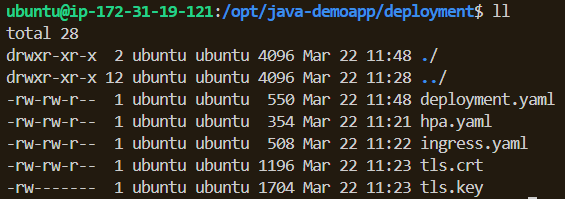 ubuntu@ip-172-31-19-121:/opt/java-demoapp/deployment$ ll
total 28
drwxr-xr-x  2 ubuntu ubuntu 4096 Mar 22 11:48 ./
drwxr-xr-x 12 ubuntu ubuntu 4096 Mar 22 11:28 ../
-rw-rw-r--  1 ubuntu ubuntu  550 Mar 22 11:48 deployment.yaml
-rw-rw-r--  1 ubuntu ubuntu  354 Mar 22 11:21 hpa.yaml
-rw-rw-r--  1 ubuntu ubuntu  508 Mar 22 11:22 ingress.yaml
-rw-rw-r--  1 ubuntu ubuntu 1196 Mar 22 11:23 tls.crt
-rw-------  1 ubuntu ubuntu 1704 Mar 22 11:23 tls.key